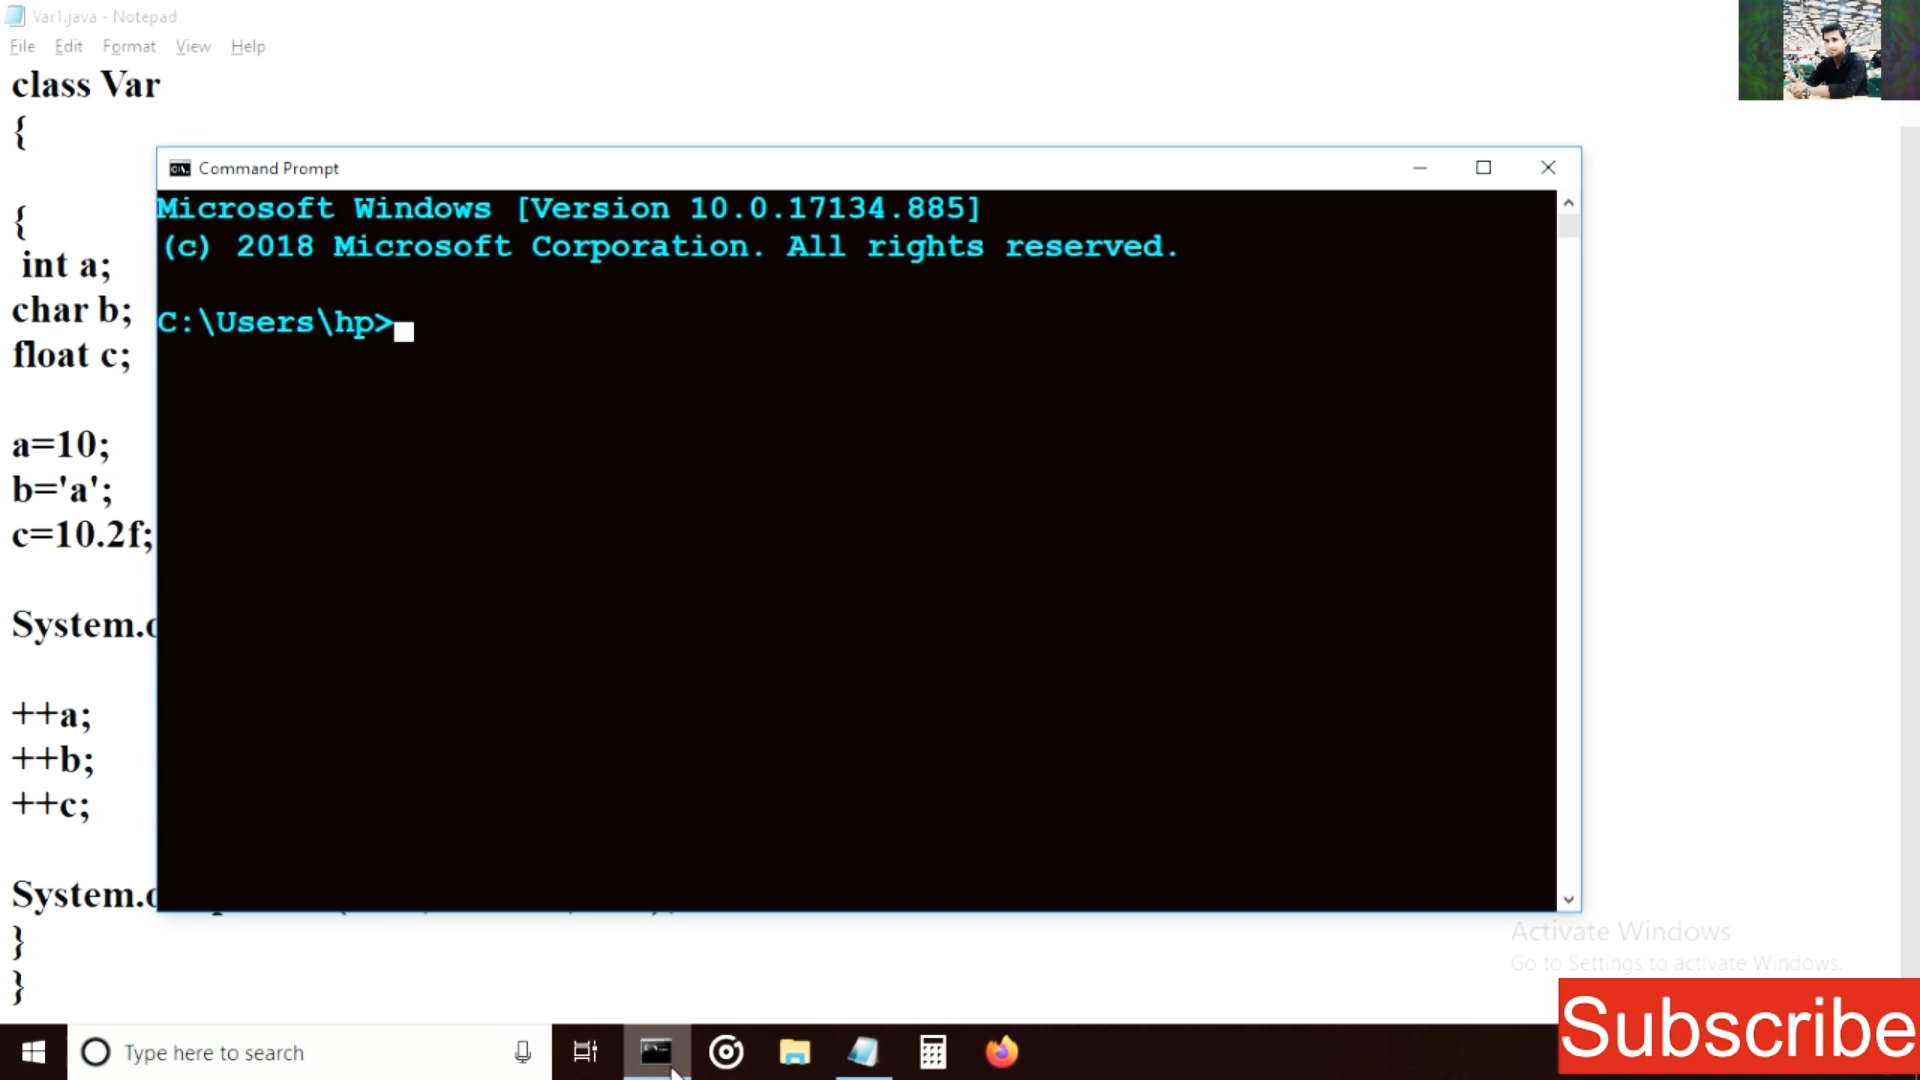 Var1.java - Notepad
File Edit Format View Help
class Var
{
{
int a;
char b;
float c;
a=10;
b='a';
c=10.2f;
System.
++a;
++b;
++c;
System.
}
}
Command Prompt
Microsoft Windows [Version 10.0.17134.885]
(c) 2018 Microsoft Corporation. All rights reserved.
C:\Users\hp>
Activate Windows
Go to Settings to activate Windows.
Subscribe
Type here to search